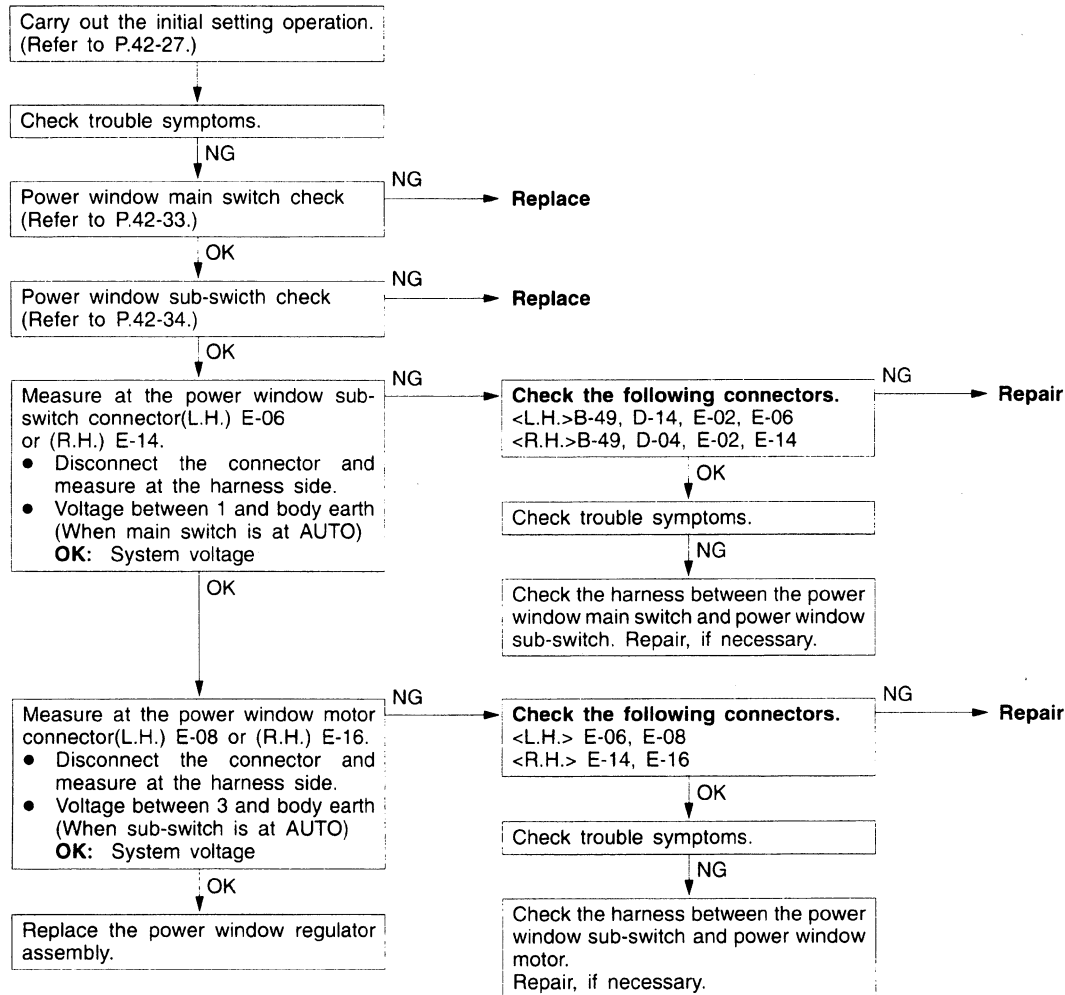 Carry out the initial setting operation.
(Refer to P.42-27.)
Check trouble symptoms.
NG
Power window main switch check
(Refer to P.42-33.)
NG
Replace
OK
Power window sub-swicth check
(Refer to P.42-34.)
NG
Replace
OK
Measure at the power window sub-
switch connector(L.H.) E-06
or (R.H.) E-14.
● Disconnect the connector and
measure at the harness side.
● Voltage between 1 and body earth
(When main switch is at AUTO)
OK: System voltage
NG
Check the following connectors.
<L.H.>B-49, D-14, E-02, E-06
<R.H.>B-49, D-04, E-02, E-14
NG
Repair
OK
Check trouble symptoms.
NG
Check the harness between the power
window main switch and power window
sub-switch. Repair, if necessary.
OK
Measure at the power window motor
connector(L.H.) E-08 or (R.H.) E-16.
● Disconnect the connector and
measure at the harness side.
● Voltage between 3 and body earth
(When sub-switch is at AUTO)
OK: System voltage
NG
Check the following connectors.
<L.H.> E-06, E-08
<R.H.> E-14, E-16
NG
Repair
OK
Check trouble symptoms.
NG
Check the harness between the power
window sub-switch and power window
motor.
Repair, if necessary.
OK
Replace the power window regulator
assembly.